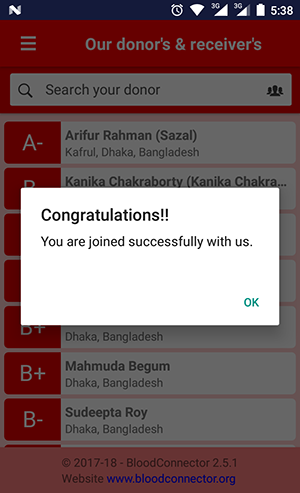 N 3G 3G 5:38
Our donor's & receiver's
Search your donor
A- Arifur Rahman (Sazal)
Kafrul, Dhaka, Bangladesh
Kanika Chakraborty (Kanika Chakra...
Congratulations!!
You are joined successfully with us.
OK
B+
Dhaka, Bangladesh
B+ Mahmuda Begum
Dhaka, Bangladesh
B- Sudeepta Roy
Dhaka, Bangladesh
© 2017-18 - BloodConnector 2.5.1
Website www.bloodconnector.org